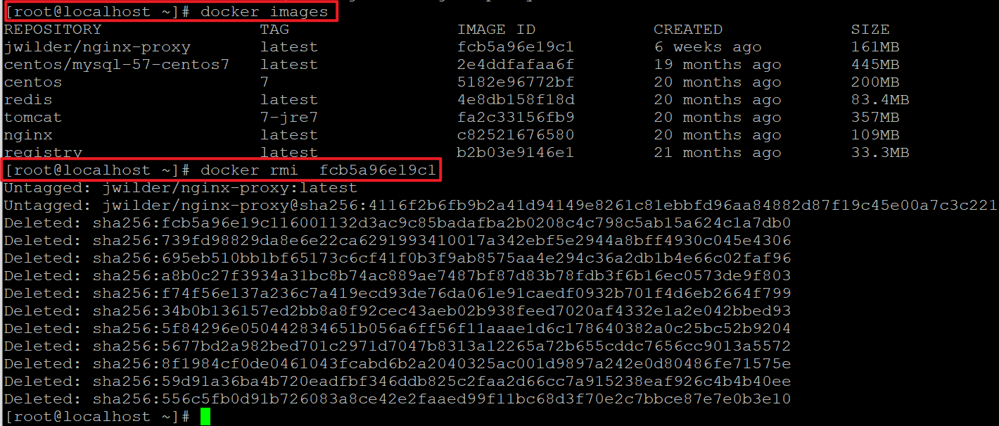 [root@localhost ~]# docker images
REPOSITORY TAG IMAGE ID CREATED SIZE
jwilder/nginx-proxy latest fcb5a96e19c1 6 weeks ago 161MB
centos/mysql-57-centos7 latest 2e4ddfafaa6f 19 months ago 445MB
centos 7 5182e96772bf 20 months ago 200MB
redis latest 4e8db158f18d 20 months ago 83.4MB
tomcat 7-jre7 fa2c33156fb9 20 months ago 357MB
nginx latest c82521676580 20 months ago 109MB
registry latest b2b03e9146e1 21 months ago 33.3MB
[root@localhost ~]# docker rmi  fcb5a96e19c1
Untagged: jwilder/nginx-proxy:latest
Untagged: jwilder/nginx-proxy@sha256:4116f2b6fb9b2a41d94149e8261c81ebbfd96aa84882d87f19c45e00a7c3c221
Deleted: sha256:fcb5a96e19c116001132d3ac9c85badafba2b0208c4c798c5ab15a624c1a7db0
Deleted: sha256:739fd98829da8e6e22ca6291993410017a342ebf5e2944a8bff4930c045e4306
Deleted: sha256:695eb510bb1bf65173c6cf41f0b3f9ab8575aa4e294c36a2db1b4e66c02faf96
Deleted: sha256:a8b0c27f3934a31bc8b74ac889ae7487bf87d83b78fdb3f6b16ec0573de9f803
Deleted: sha256:f74f56e137a236c7a419ecd93de76da061e91caedf0932b701f4d6eb2664f799
Deleted: sha256:34b0b136157ed2bb8a8f92cec43aeb02b938feed7020af4332e1a2e042bbed93
Deleted: sha256:5f84296e050442834651b056a6ff56f11aaae1d6c178640382a0c25bc52b9204
Deleted: sha256:5677bd2a982bed701c2971d7047b8313a12265a72b655cddc7656cc9013a5572
Deleted: sha256:8f1984cf0de0461043fcabd6b2a2040325ac001d9897a242e0d80486fe71575e
Deleted: sha256:59d91a36ba4b720eadfbf346ddb825c2faa2d66cc7a915238eaf926c4b4b40ee
Deleted: sha256:556c5fb0d91b726083a8ce42e2faaed99f11bc68d3f70e2c7bbce87e7e0b3e10
[root@localhost ~]#